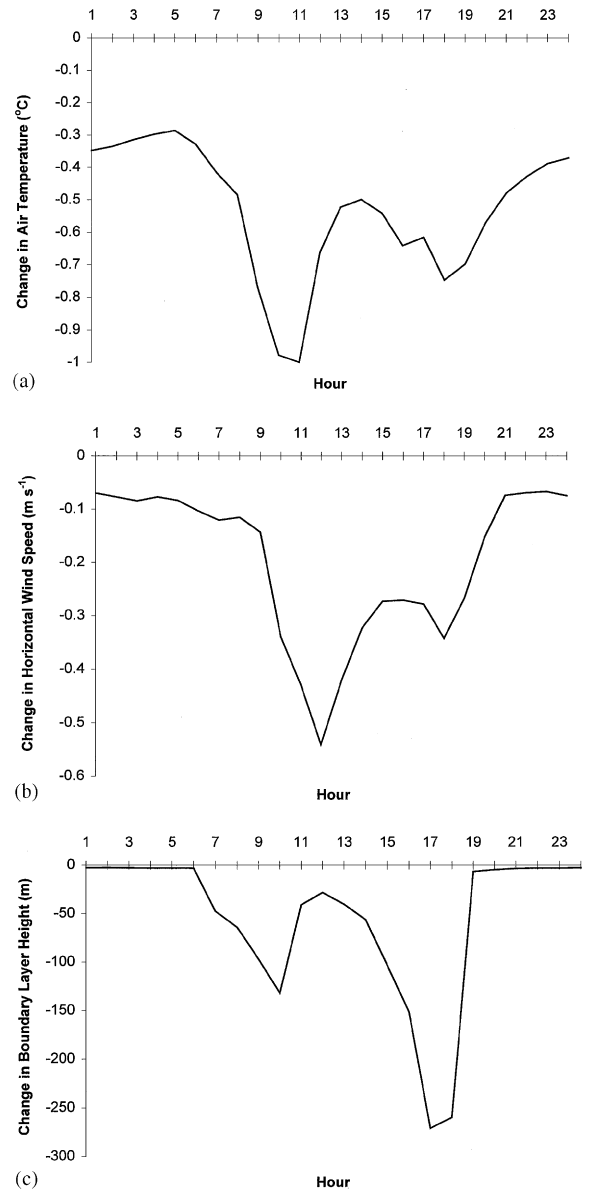 1 3 5 7 9 11 13 15 17 19 21 23
0
-0.1
-0.2
-0.3
-0.4
-0.5
-0.6
-0.7
-0.8
-0.9
-1
Change in Air Temperature (°C)
Hour
(a)
1 3 5 7 9 11 13 15 17 19 21 23
0
-0.1
-0.2
-0.3
-0.4
-0.5
-0.6
Change in Horizontal Wind Speed (m s⁻¹)
Hour
(b)
1 3 5 7 9 11 13 15 17 19 21 23
0
-50
-100
-150
-200
-250
-300
Change in Boundary Layer Height (m)
Hour
(c)